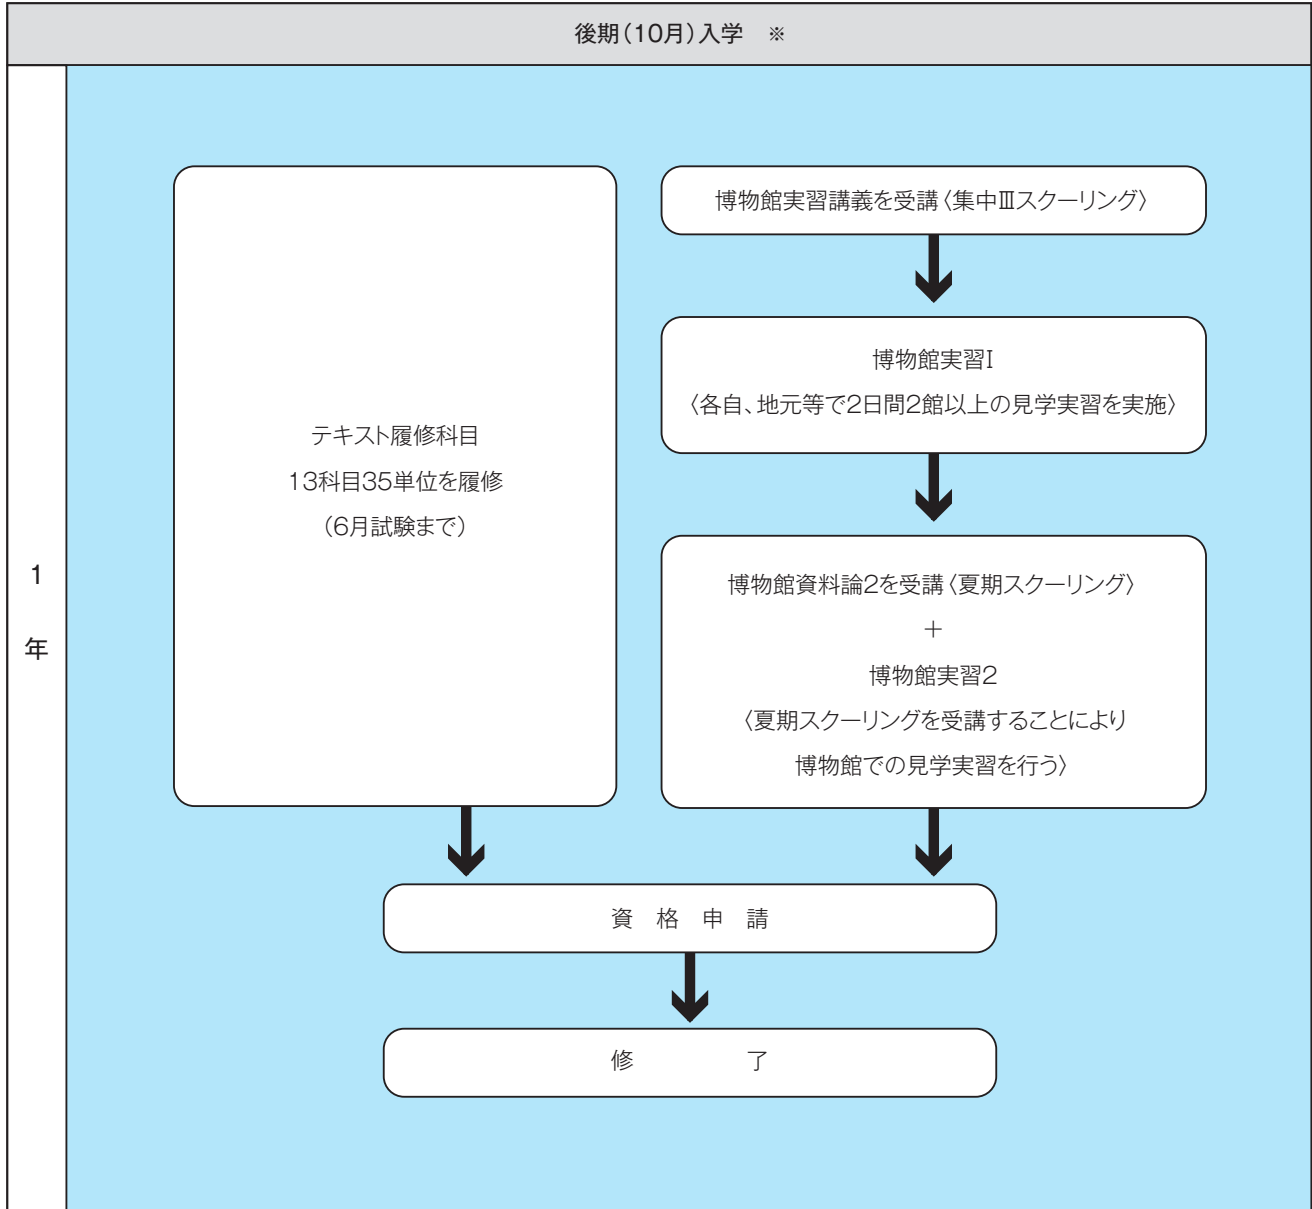 後期（10月）入学　※
1
年
テキスト履修科目
13科目35単位を履修
（6月試験まで）
博物館実習講義を受講〈集中Ⅲスクーリング〉
博物館実習Ⅰ
〈各自、地元等で2日間2館以上の見学実習を実施〉
博物館資料論2を受講〈夏期スクーリング〉
＋
博物館実習2
〈夏期スクーリングを受講することにより
博物館での見学実習を行う〉
資　格　申　請
修　　　　了